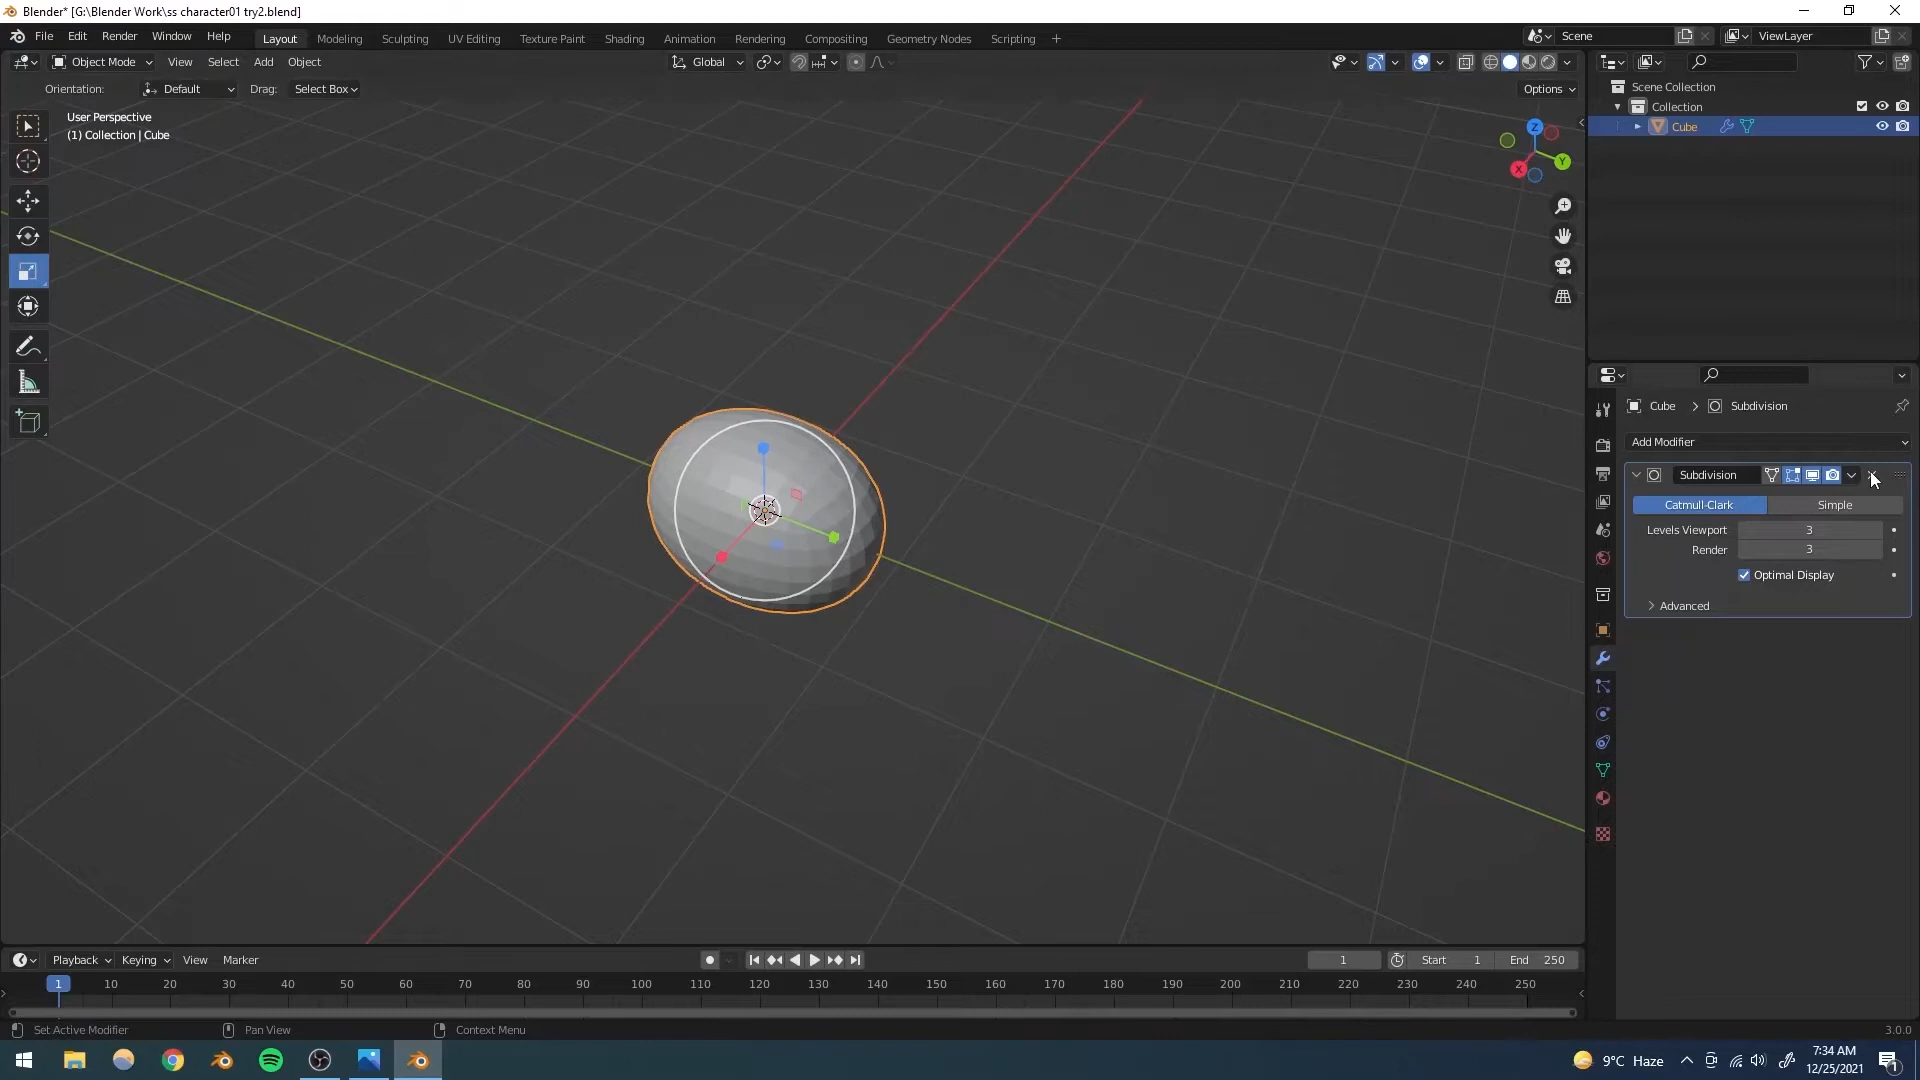 Blender* [G:\Blender Work\ss character01 try2.blend]
File Edit Render Window Help Layout Modeling Sculpting UV Editing Texture Paint Shading Animation Rendering Compositing Geometry Nodes Scripting + Scene ViewLayer
Object Mode View Select Add Object Global
Orientation: Default Drag: Select Box Options
User Perspective
(1) Collection | Cube
Z
Y
X
Scene Collection
Collection
Cube
Cube > Subdivision
Add Modifier
Subdivision
Catmull-Clark Simple
Levels Viewport 3
Render 3
Optimal Display
Advanced
Playback Keying View Marker 1 Start 1 End 250
1 10 20 30 40 50 60 70 80 90 100 110 120 130 140 150 160 170 180 190 200 210 220 230 240 250
Set Active Modifier Pan View Context Menu 3.0.0
9°C Haze
7:34 AM
12/25/2021
1